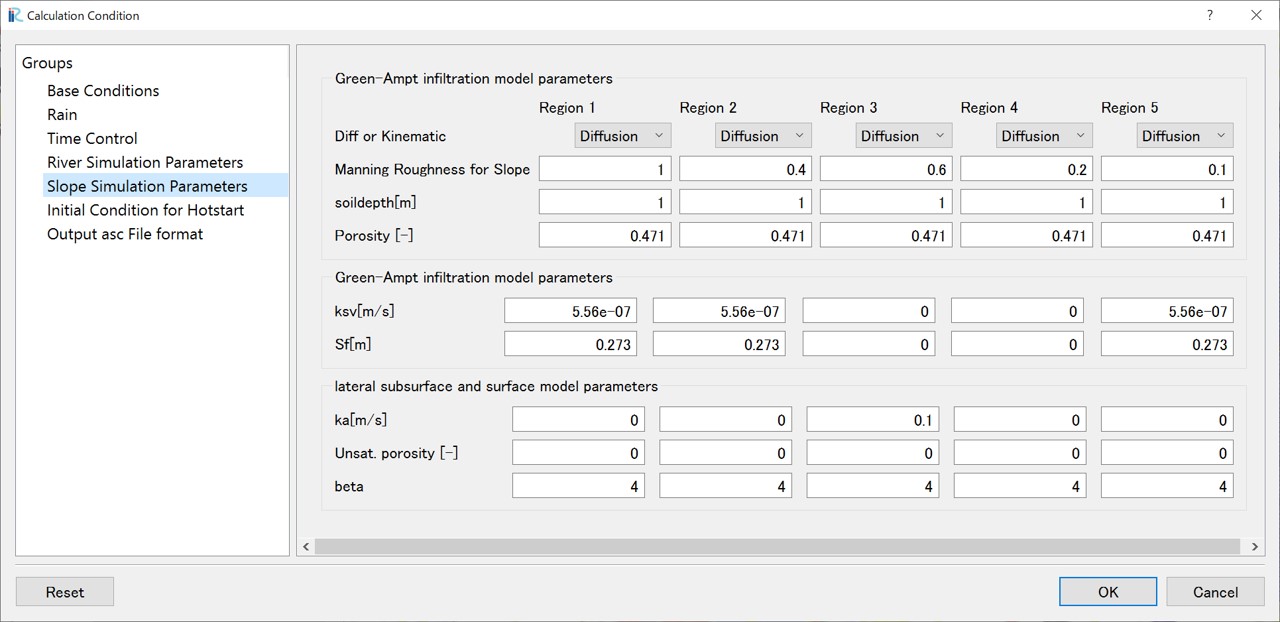 Calculation Condition
?
Groups
Base Conditions
Rain
Time Control
River Simulation Parameters
Slope Simulation Parameters
Initial Condition for Hotstart
Output asc File format
Green-Ampt infiltration model parameters
Region 1 Region 2 Region 3 Region 4 Region 5
Diff or Kinematic Diffusion Diffusion Diffusion Diffusion Diffusion
Manning Roughness for Slope 1 0.4 0.6 0.2 0.1
soildepth[m] 1 1 1 1 1
Porosity [-] 0.471 0.471 0.471 0.471 0.471
Green-Ampt infiltration model parameters
ksv[m/s] 5.56e-07 5.56e-07 0 0 5.56e-07
Sf[m] 0.273 0.273 0 0 0.273
lateral subsurface and surface model parameters
ka[m/s] 0 0 0.1 0 0
Unsat. porosity [-] 0 0 0 0 0
beta 4 4 4 4 4
Reset OK Cancel